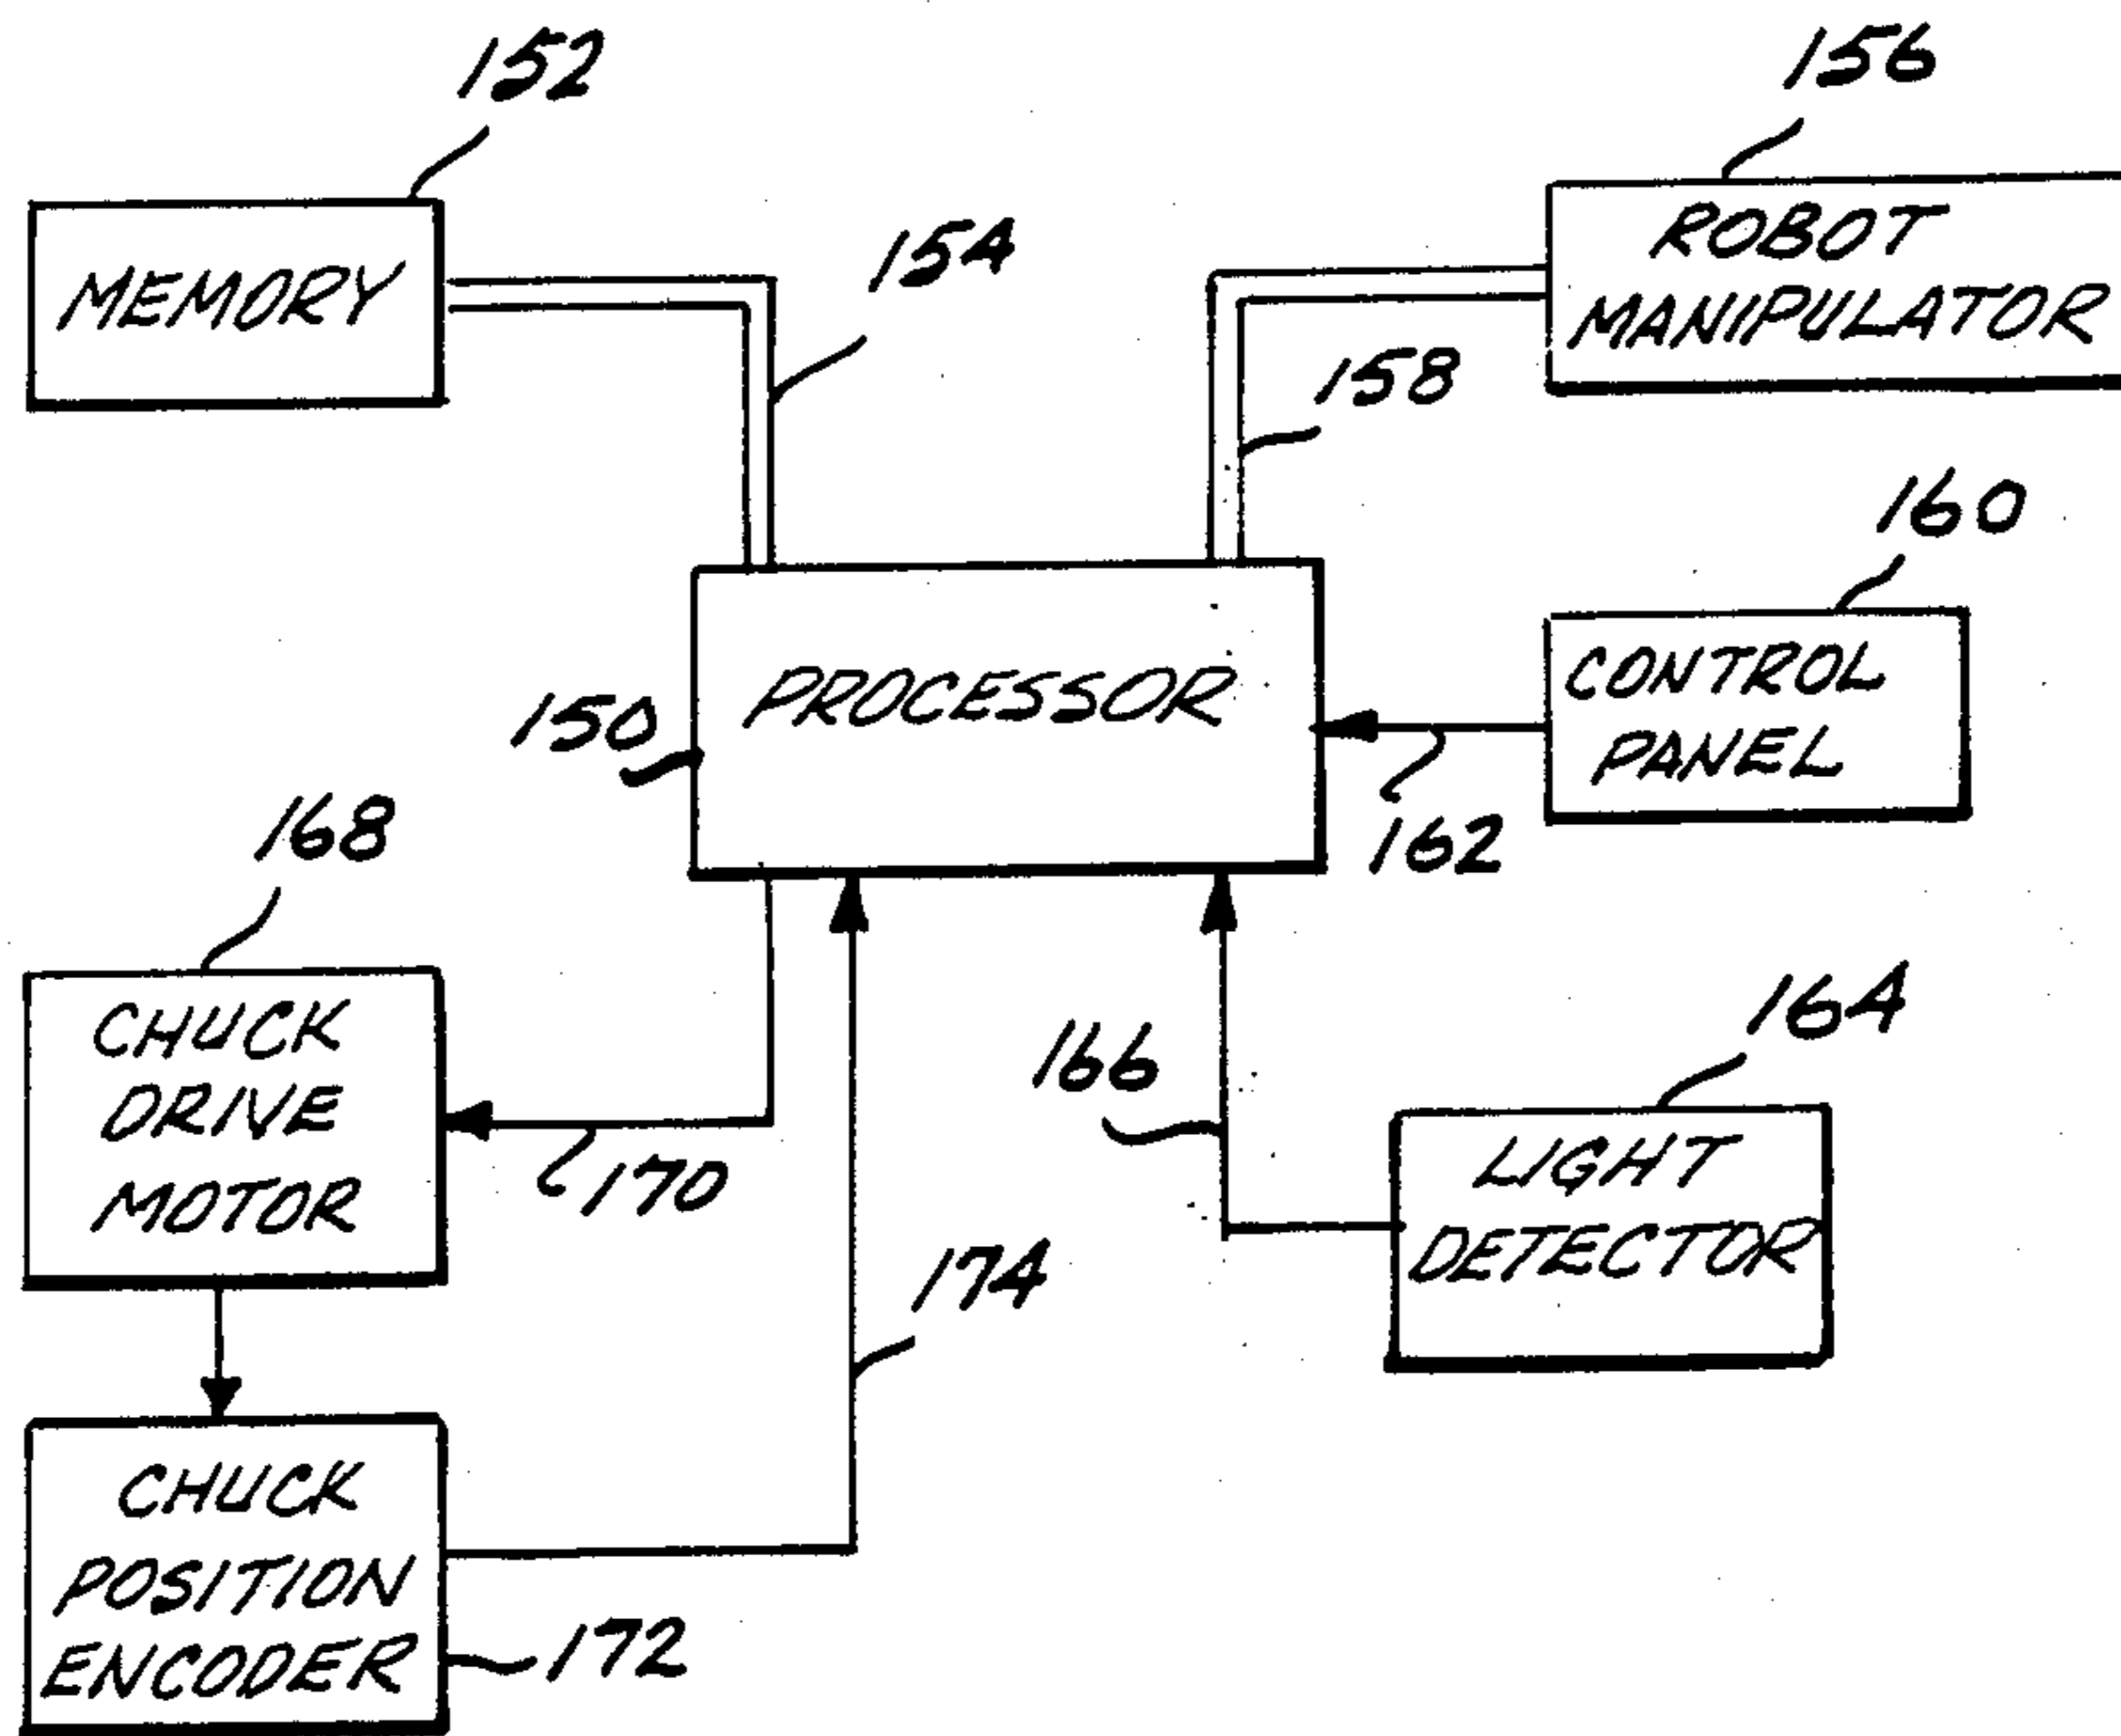 152
156
MEMORY
154
ROBOT
MANIPULATOR
158
160
PROCESSOR
150
CONTROL
PANEL
162
168
CHUCK
DRIVE
MOTOR
170
166
164
LIGHT
DETECTOR
174
CHUCK
POSITION
ENCODER
172